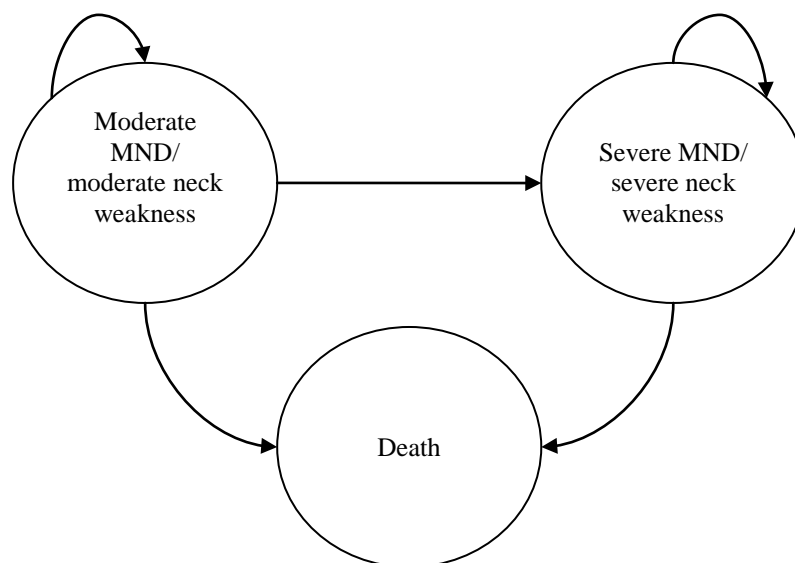 Moderate
MND/
moderate neck
weakness
Severe MND/
severe neck
weakness
Death